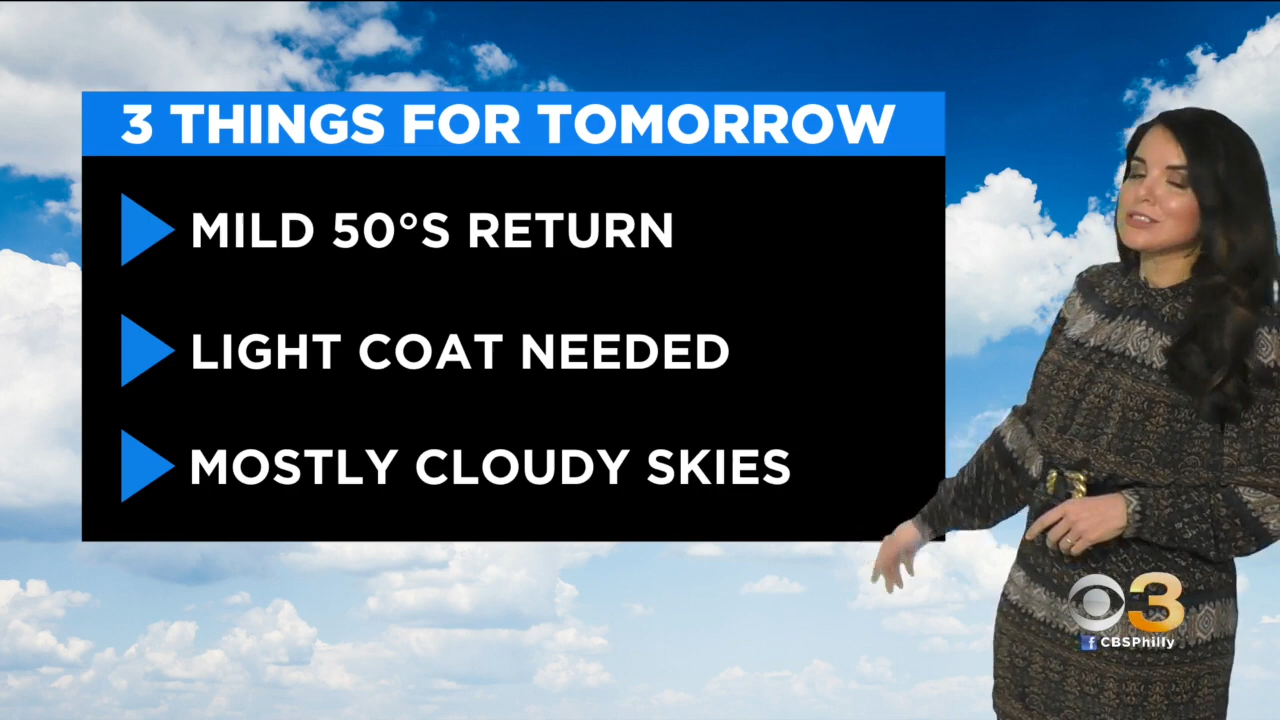 3 THINGS FOR TOMORROW
MILD 50°S RETURN
LIGHT COAT NEEDED
MOSTLY CLOUDY SKIES
3
f CBSPhilly